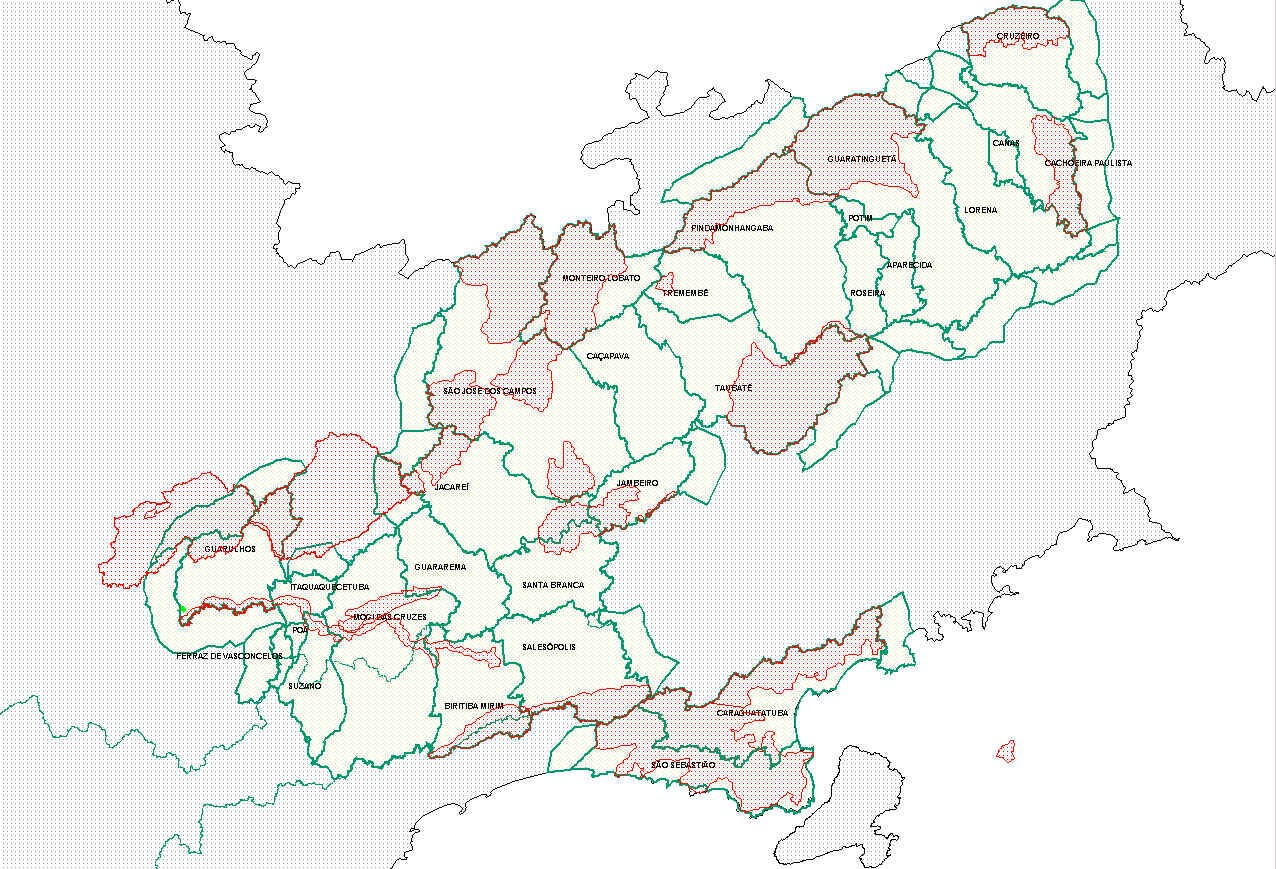 CRUZEIRO
CANAS
GUARATINGUETÁ
CACHOEIRA PAULISTA
LORENA
POTIM
PINDAMONHANGABA
APARECIDA
MONTEIRO LOBATO
TREMEMBÉ
ROSEIRA
CAÇAPAVA
TAUBATÉ
SÃO JOSÉ DOS CAMPOS
JAMBEIRO
JACAREÍ
GUARULHOS
GUARAREMA
ITAQUAQUECETUBA
SANTA BRANCA
MOGI DAS CRUZES
POÁ
SALESÓPOLIS
FERRAZ DE VASCONCELOS
SUZANO
BIRITIBA MIRIM
CARAGUATATUBA
SÃO SEBASTIÃO